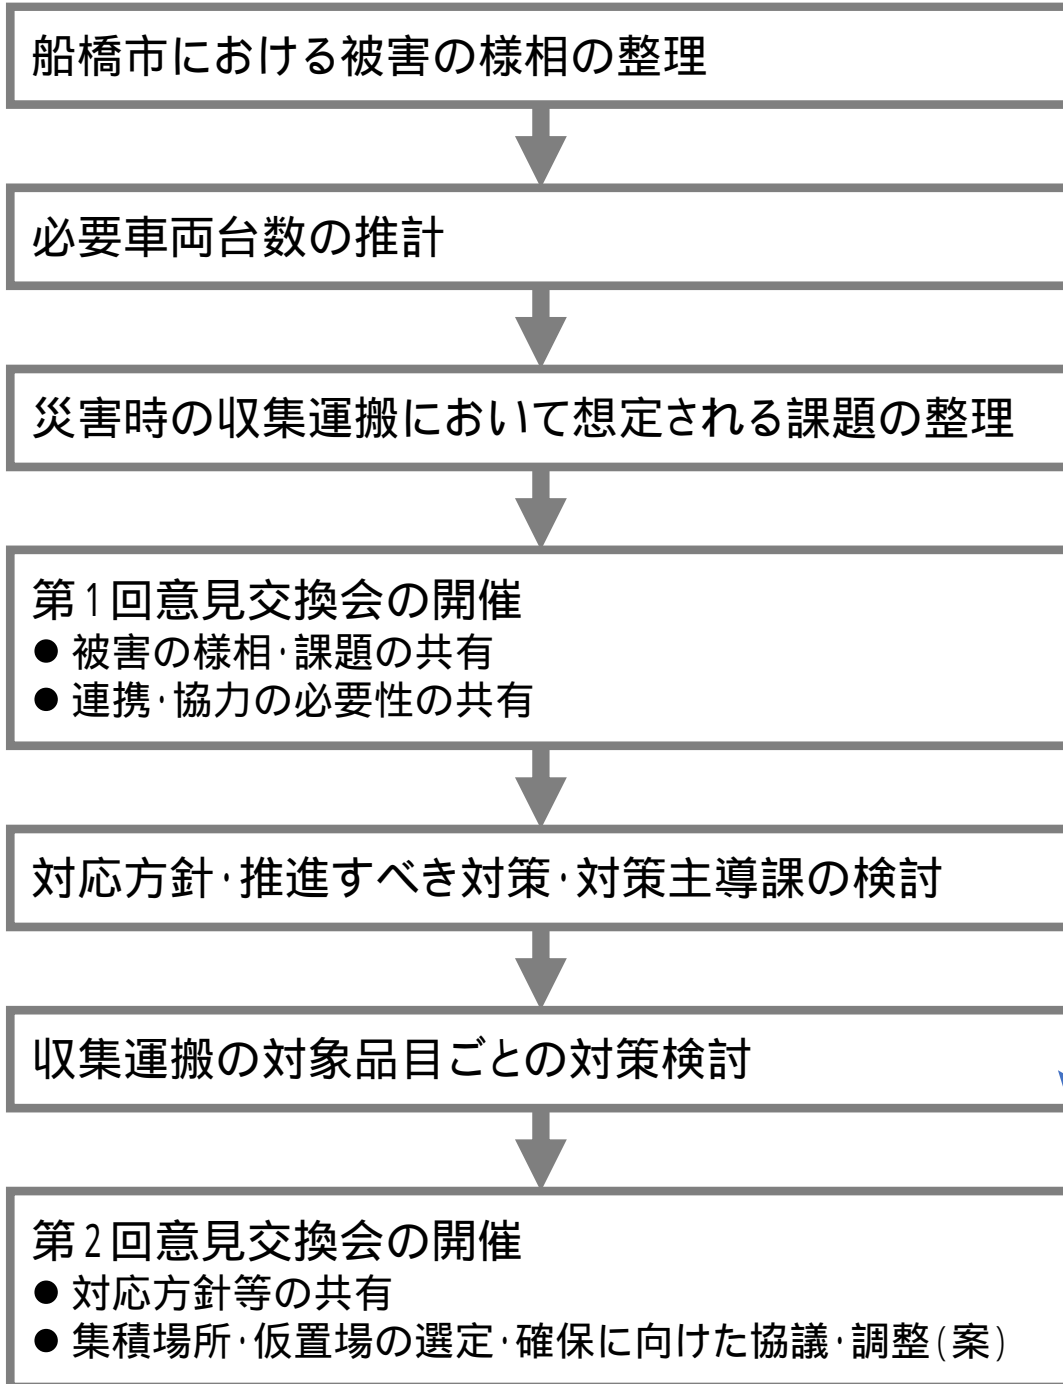 船橋市における被害の様相の整理
必要車両台数の推計
災害時の収集運搬において想定される課題の整理
第1回意見交換会の開催
● 被害の様相・課題の共有
● 連携・協力の必要性の共有
対応方針・推進すべき対策・対策主導課の検討
収集運搬の対象品目ごとの対策検討
第2回意見交換会の開催
● 対応方針等の共有
● 集積場所・仮置場の選定・確保に向けた協議・調整(案)